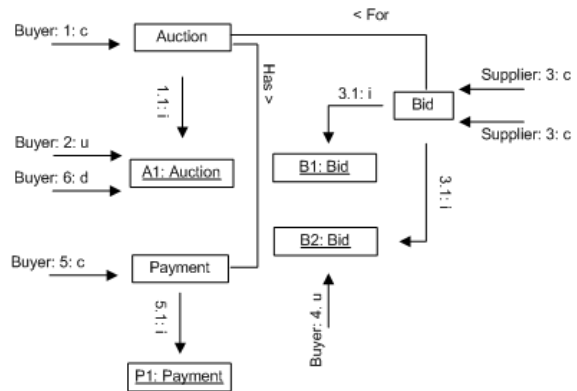 < For
Buyer: 1: c
Auction
Has >
Supplier: 3: c
1.1: i
3.1: i
Bid
Supplier: 3: c
Buyer: 2: u
A1: Auction
B1: Bid
Buyer: 6: d
3.1: i
B2: Bid
Buyer: 5: c
Payment
5.1: i
Buyer: 4. u
P1: Payment